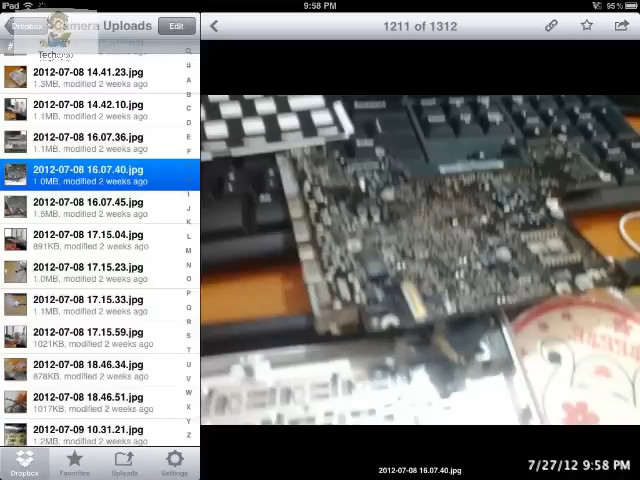 iPad 9:58 PM 95%
Dropbox Camera Uploads Edit
1211 of 1312
#
2012-07-08 14.41.23.jpg
1.3MB, modified 2 weeks ago
2012-07-08 14.42.10.jpg
1.0MB, modified 2 weeks ago
2012-07-08 16.07.36.jpg
1.1MB, modified 2 weeks ago
2012-07-08 16.07.40.jpg
1.0MB, modified 2 weeks ago
2012-07-08 16.07.45.jpg
1.5MB, modified 2 weeks ago
2012-07-08 17.15.04.jpg
891KB, modified 2 weeks ago
2012-07-08 17.15.23.jpg
1.0MB, modified 2 weeks ago
2012-07-08 17.15.33.jpg
1.2MB, modified 2 weeks ago
2012-07-08 17.15.59.jpg
1021KB, modified 2 weeks ago
2012-07-08 18.46.34.jpg
878KB, modified 2 weeks ago
2012-07-08 18.46.51.jpg
1017KB, modified 2 weeks ago
2012-07-09 10.31.21.jpg
1.2MB, modified 2 weeks ago
#
A
B
C
D
E
F
I
J
K
L
M
N
O
P
Q
R
S
T
U
V
W
X
Y
Z
Dropbox Favorites Uploads Settings
2012-07-08 16.07.40.jpg
7/27/12 9:58 PM